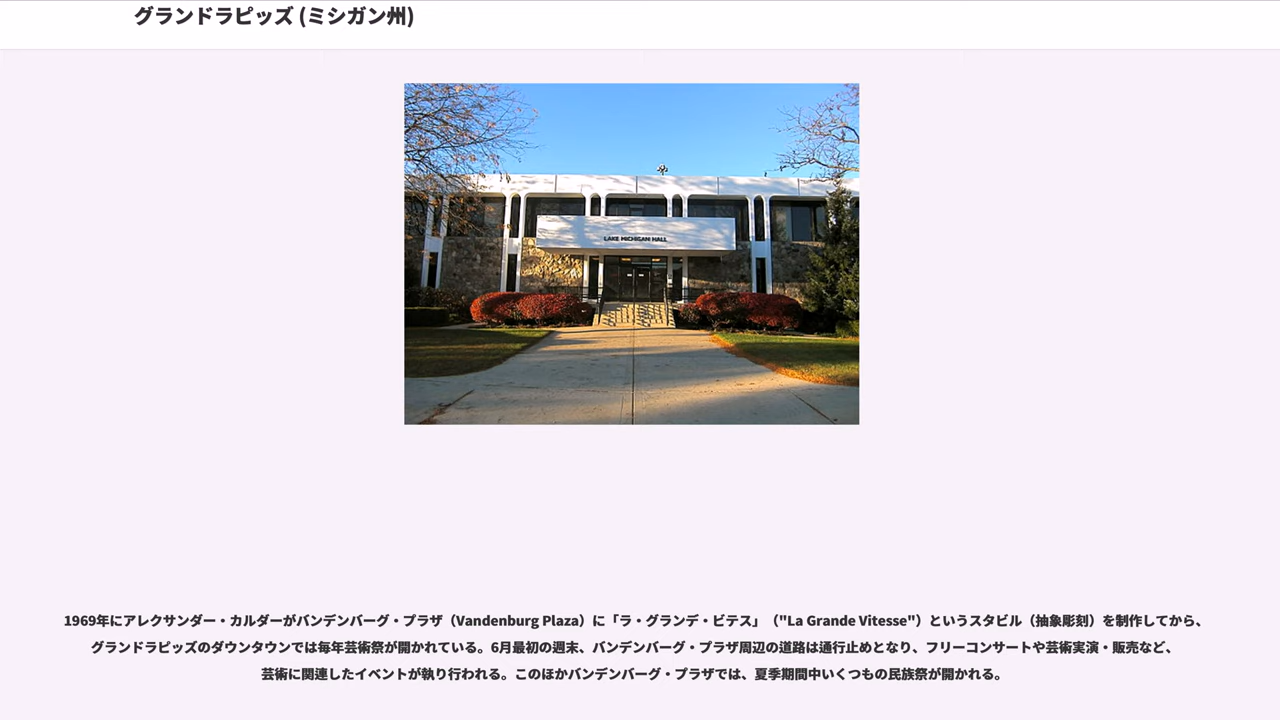 グランドラピッズ (ミシガン州)
LAKE MICHIGAN HALL
1969年にアレクサンダー・カルダーがバンデンバーグ・プラザ（Vandenburg Plaza）に「ラ・グランデ・ビテス」（"La Grande Vitesse"）というスタビル（抽象彫刻）を制作してから、
グランドラピッズのダウンタウンでは毎年芸術祭が開かれている。6月最初の週末、バンデンバーグ・プラザ周辺の道路は通行止めとなり、フリーコンサートや芸術実演・販売など、
芸術に関連したイベントが執り行われる。このほかバンデンバーグ・プラザでは、夏季期間中いくつもの民族祭が開かれる。